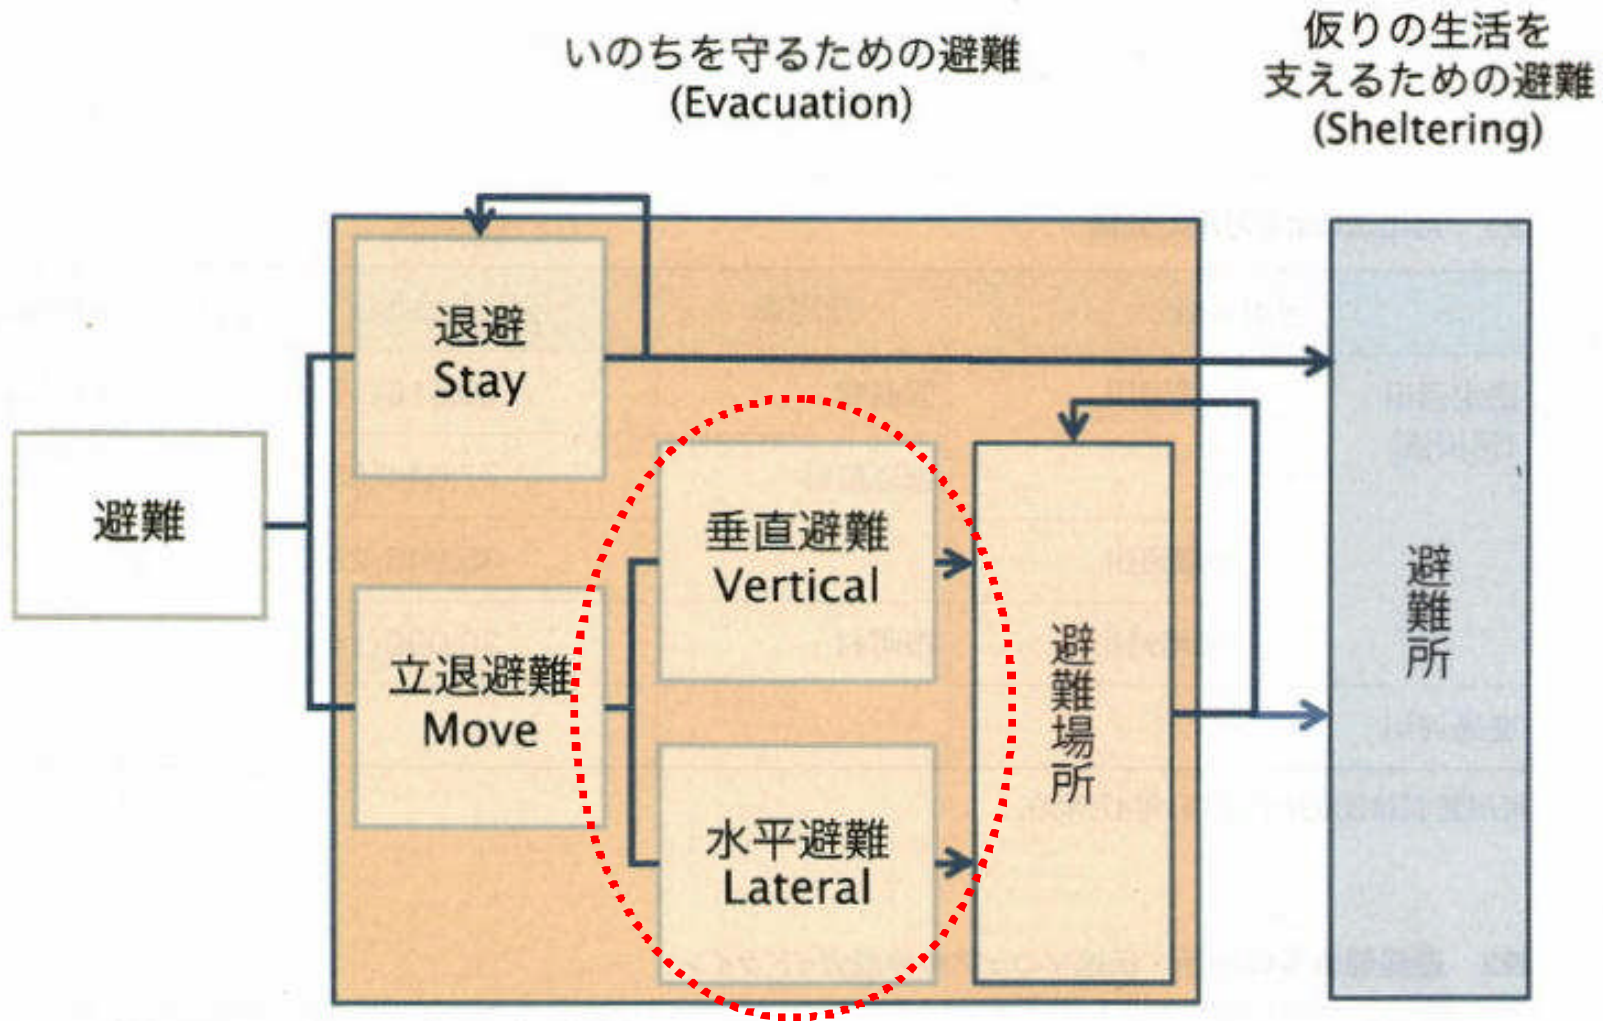 いのちを守るための避難
(Evacuation)
仮りの生活を
支えるための避難
(Sheltering)
避難
退避
Stay
立退避難
Move
垂直避難
Vertical
水平避難
Lateral
避難場所
避難所